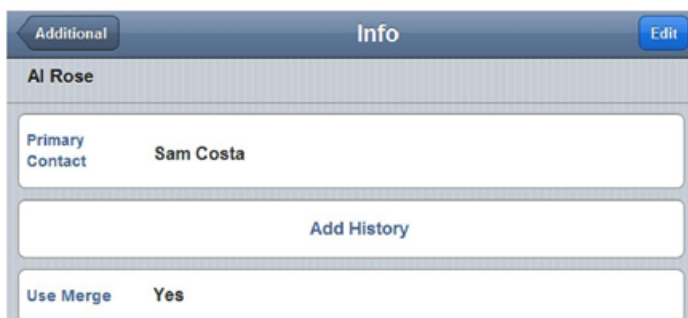 Additional Info Edit
Al Rose
Primary
Contact
Sam Costa
Add History
Use Merge Yes